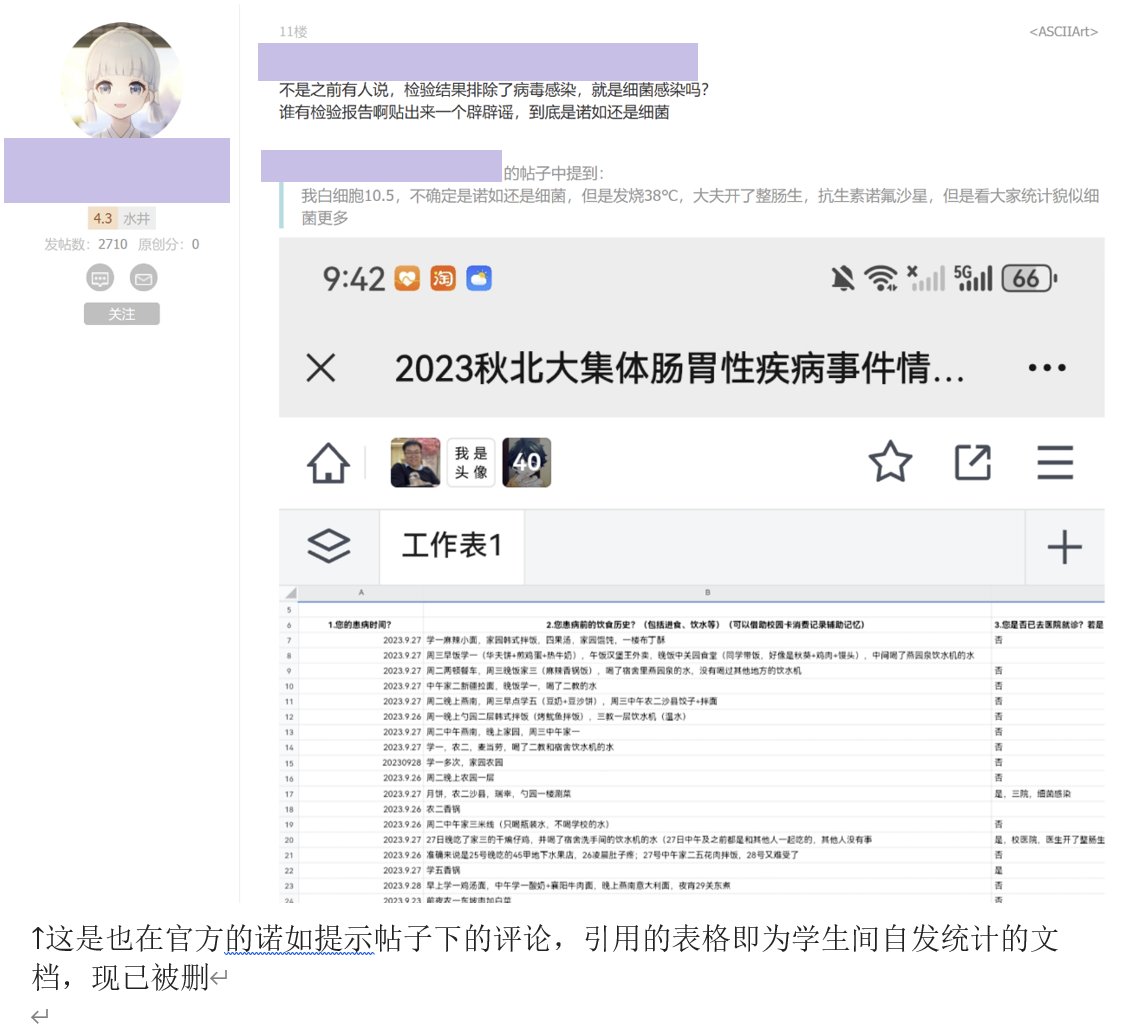 11楼
<ASCIIArt>
不是之前有人说，检验结果排除了病毒感染，就是细菌感染吗？
谁有检验报告啊贴出来一个辟辟谣，到底是诺如还是细菌
的帖子中提到：
我白细胞10.5，不确定是诺如还是细菌，但是发烧38°C，大夫开了整肠生，抗生素诺氟沙星，但是看大家统计貌似细
菌更多
4.3 水井
发帖数：2710 原创分：0
关注
9:42 淘 5G 66
2023秋北大集体肠胃性疾病事件情…
我是
头像
40
工作表1
A B
5
6 1.您的患病时间？ 2.您患病前的饮食历史？（包括进食、饮水等）（可以借助校园卡消费记录辅助记忆） 3.您是否已去医院就诊？若是
7 2023.9.27 学一麻辣小面，家园韩式拌饭，四果汤，家园馄饨，一楼布丁酥 否
8 2023.9.27 周三早饭学一（华夫饼+煎鸡蛋+热牛奶），午饭汉堡王外卖，晚饭中关园食堂（同学带饭，好像是秋葵+鸡肉+馒头），中间喝了燕园泉饮水机的水
9 2023.9.27 周二两顿餐车，周三晚饭家三（麻辣香锅饭），喝了宿舍里燕园泉的水，没有喝过其他地方的饮水机 否
10 2023.9.27 中午家二新疆拉面，晚饭学一，喝了二教的水 否
11 2023.9.27 周二晚上燕南，周三早点学五（豆奶+豆沙饼），周三中午农二沙县饺子+拌面 否
12 2023.9.26 周一晚上勺园二层韩式拌饭（烤鱿鱼拌饭），三教一层饮水机（温水） 否
13 2023.9.27 周二中午燕南，晚上家园，周三中午家一 否
14 2023.9.27 学一，农二，麦当劳，喝了二教和宿舍饮水机的水 否
15 20230928 学一多次，家园农园 否
16 2023.9.26 周二晚上农园一层 否
17 2023.9.27 月饼，农二沙县，瑞幸，勺园一楼涮菜 是，三院，细菌感染
18 2023.9.26 农二香锅
19 2023.9.26 周二中午家三米线（只喝瓶装水，不喝学校的水） 否
20 2023.9.27 27日晚吃了家三的干煸仔鸡，并喝了宿舍洗手间的饮水机的水（27日中午及之前都是和其他人一起吃的，其他人没有事 是，校医院，医生开了整肠生
21 2023.9.26 准确来说是25号晚吃的45甲地下水果店，26凌晨肚子疼；27号中午家二五花肉拌饭，28号又难受了 否
22 2023.9.27 学五香锅 是
23 2023.9.28 早上学一鸡汤面，中午学一酸奶+襄阳牛肉面，晚上燕南意大利面，夜宵29关东煮 否
24 2023.9.23 前夜农一东坡肉加白菜 否
↑这是也在官方的诺如提示帖子下的评论，引用的表格即为学生间自发统计的文
档，现已被删